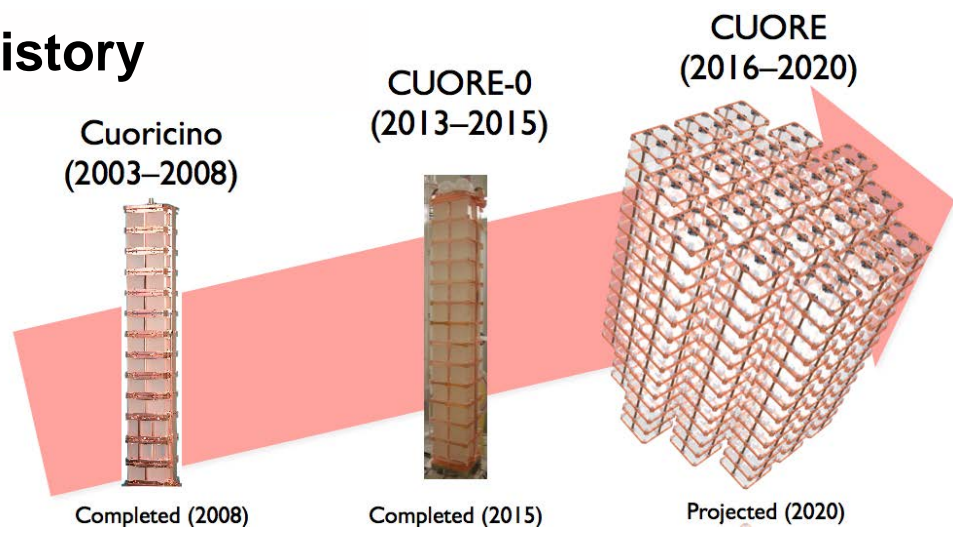 istory
Cuoricino
(2003–2008)
CUORE-0
(2013–2015)
CUORE
(2016–2020)
Completed (2008)
Completed (2015)
Projected (2020)